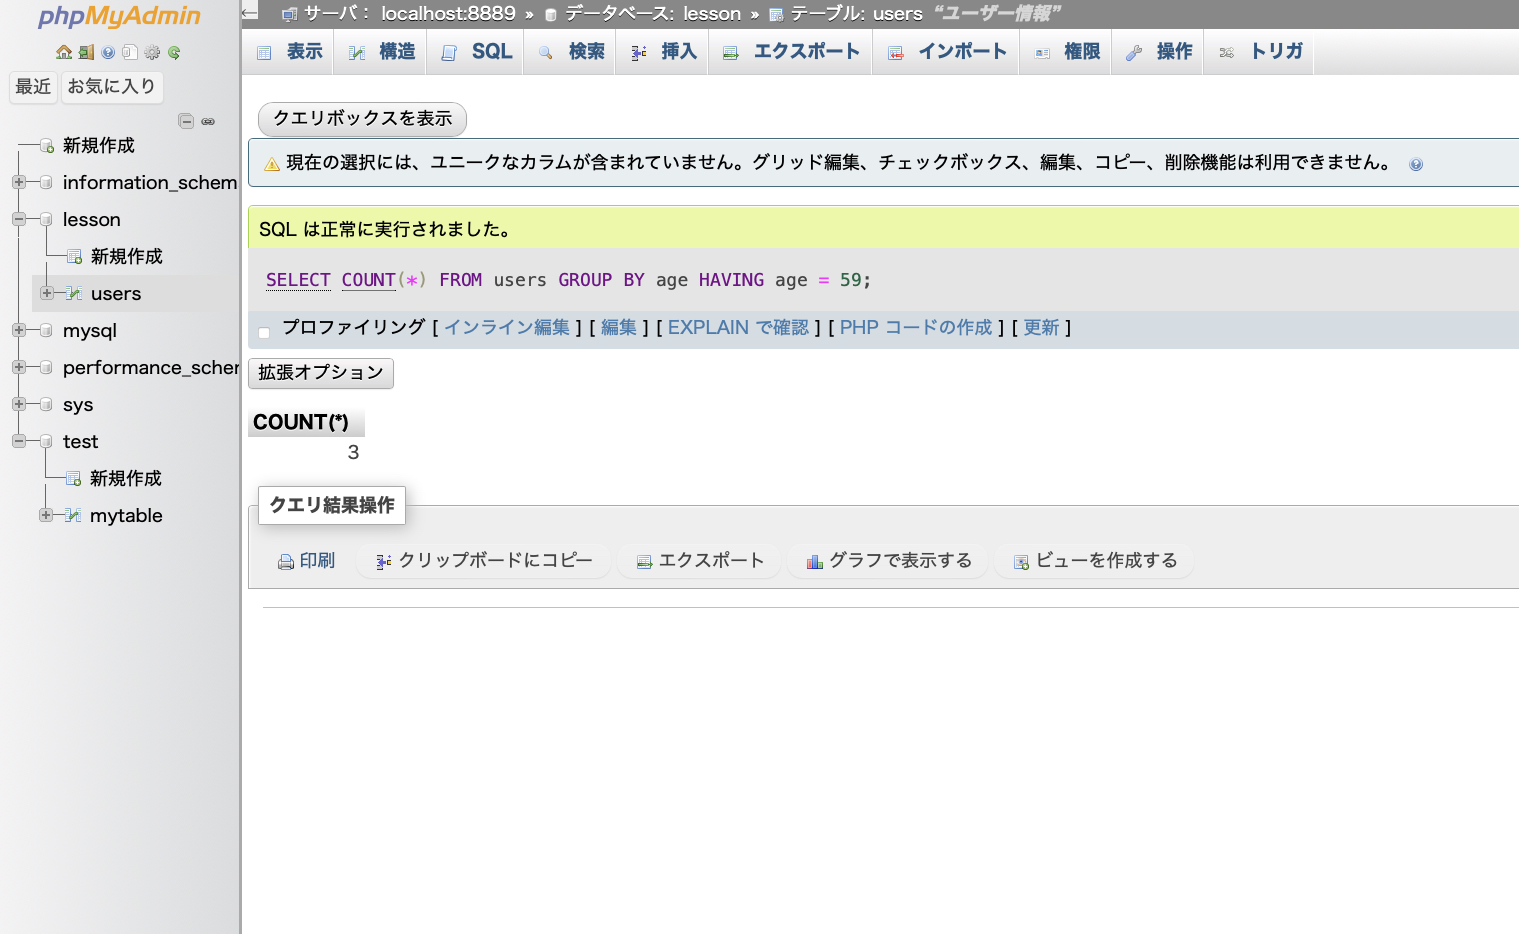 phpMyAdmin
最近 お気に入り
新規作成
information_schem
lesson
新規作成
users
mysql
performance_scher
sys
test
新規作成
mytable
サーバ： localhost:8889 » データベース: lesson » テーブル: users “ユーザー情報”
表示 構造 SQL 検索 挿入 エクスポート インポート 権限 操作 トリガ
クエリボックスを表示
現在の選択には、ユニークなカラムが含まれていません。グリッド編集、チェックボックス、編集、コピー、削除機能は利用できません。
SQL は正常に実行されました。
SELECT COUNT(*) FROM users GROUP BY age HAVING age = 59;
プロファイリング [ インライン編集 ] [ 編集 ] [ EXPLAIN で確認 ] [ PHP コードの作成 ] [ 更新 ]
拡張オプション
COUNT(*)
3
クエリ結果操作
印刷 クリップボードにコピー エクスポート グラフで表示する ビューを作成する